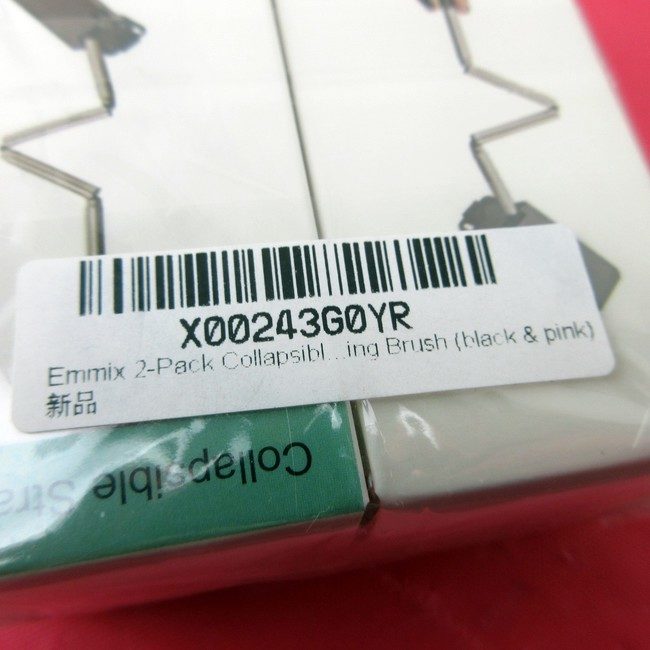 X00243G0YR
Emmix 2-Pack Collapsibl...ing Brush (black & pink)
新品
Collapsible